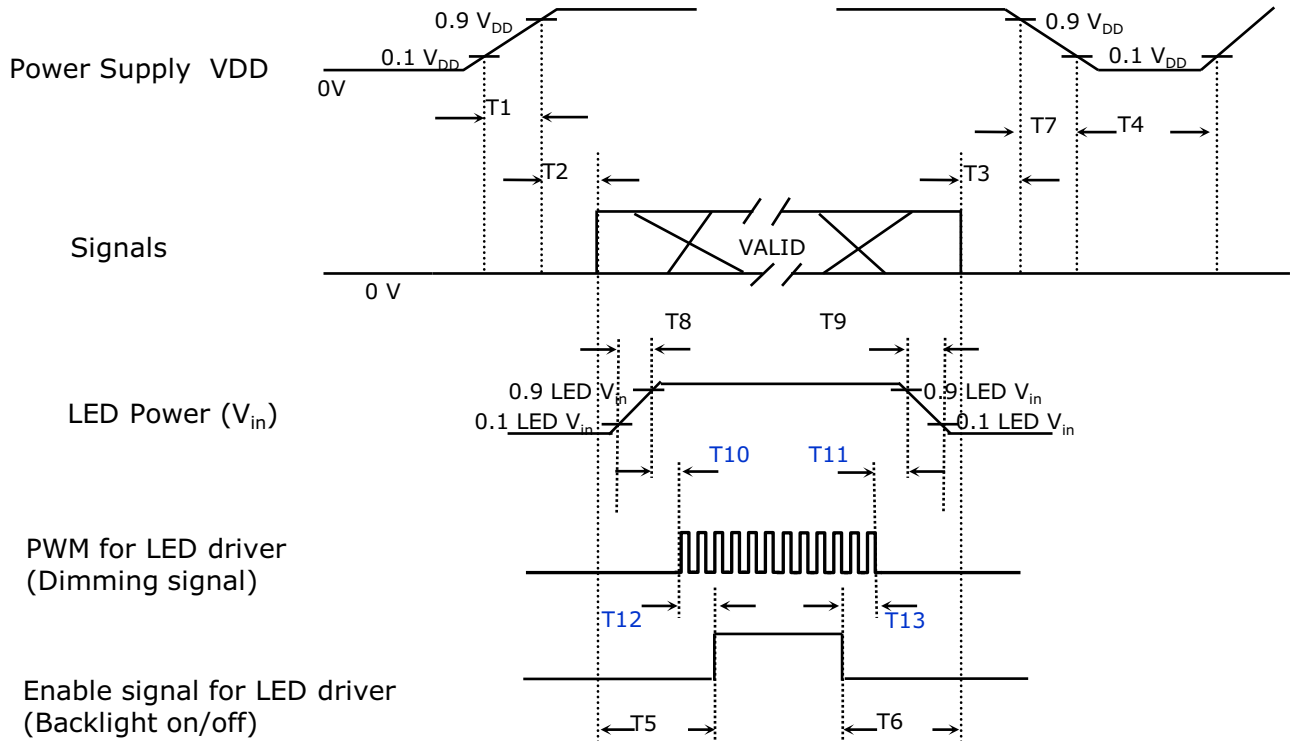 0.9 V_DD
0.9 V_DD
0.1 V_DD
0.1 V_DD
Power Supply VDD
0V
T1
T7
T4
T2
T3
Signals
VALID
0 V
T8
T9
0.9 LED V_in
0.9 LED V_in
LED Power (V_in)
0.1 LED V_in
0.1 LED V_in
T10
T11
PWM for LED driver
(Dimming signal)
T12
T13
Enable signal for LED driver
(Backlight on/off)
T5
T6